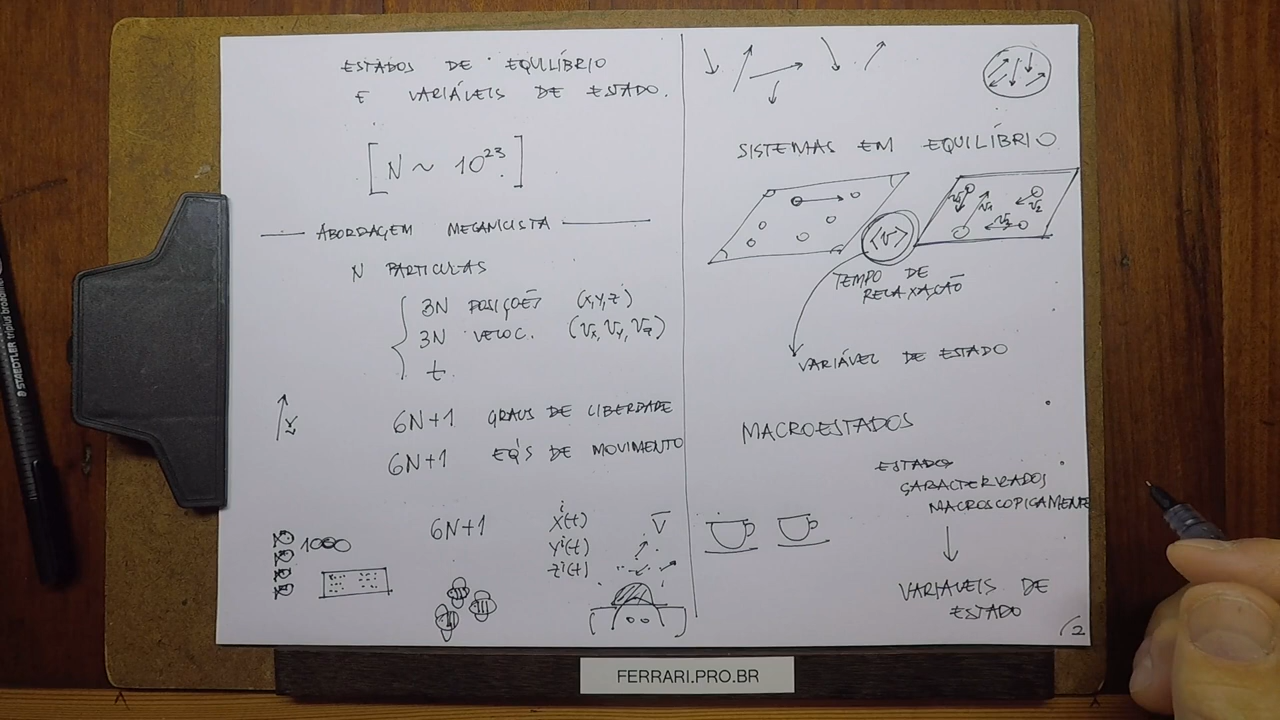 ESTADOS DE EQUILÍBRIO
E VARIÁVEIS DE ESTADO.
[N ~ 10²³]
ABORDAGEM MECANICISTA
N PARTICULAS
3N POSIÇÕES (x,y,z)
3N VELOC. (Vx, Vy, Vz)
t
6N+1 GRAUS DE LIBERDADE
6N+1 EQ'S DE MOVIMENTO
6N+1
xⁱ(t)
yⁱ(t)
zⁱ(t)
1000
SISTEMAS EM EQUILÍBRIO
<v>
TEMPO DE
RELAXAÇÃO
VARIÁVEL DE ESTADO
MACROESTADOS
ESTADOS
CARACTERIZADOS
MACROSCOPICAMENTE
VARIAVEIS DE
ESTADO
/2
STAEDTLER
FERRARI.PRO.BR